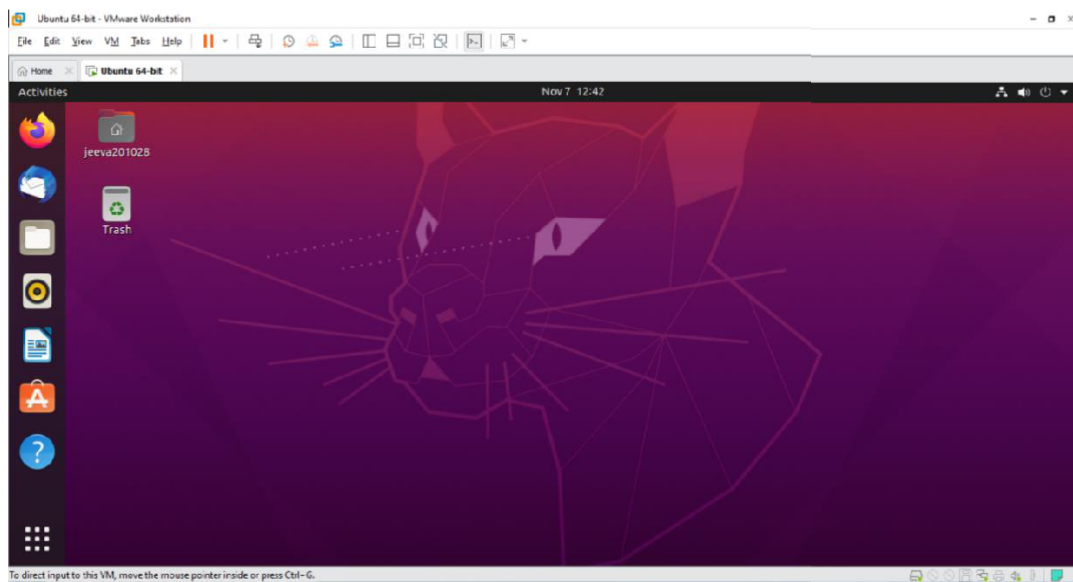 Ubuntu 64-bit - VMware Workstation
File Edit View VM Tabs Help
Home Ubuntu 64-bit
Activities Nov 7 12:42
jeeva201028
Trash
To direct input to this VM, move the mouse pointer inside or press Ctrl+G.